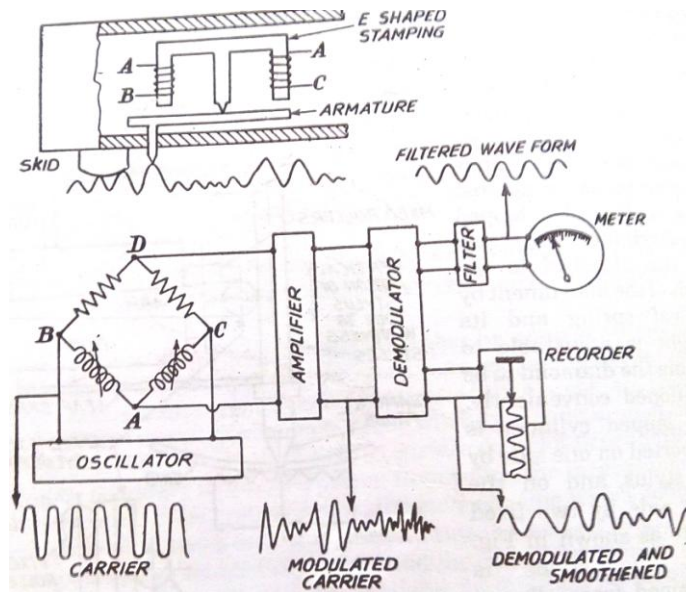 E SHAPED
STAMPING
A
A
B
C
ARMATURE
SKID
FILTERED WAVE FORM
METER
D
B
C
A
AMPLIFIER
DEMODULATOR
FILTER
RECORDER
OSCILLATOR
CARRIER
MODULATED
CARRIER
DEMODULATED AND
SMOOTHENED